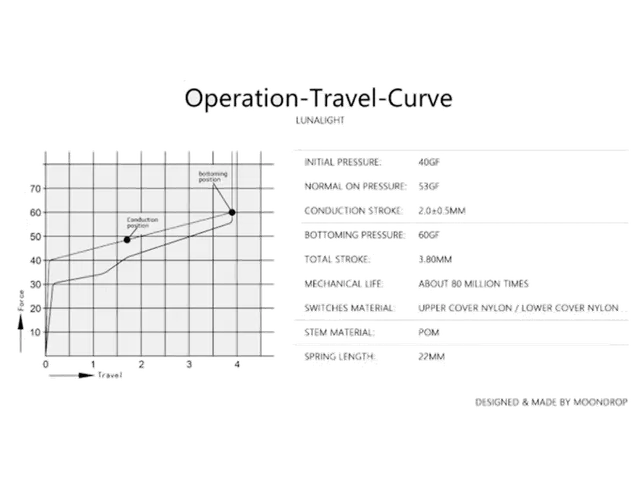 Operation-Travel-Curve
LUNALIGHT
70
60
50
40
30
20
10
0
1
2
3
4
Force
Travel
Conduction
position
bottoming
position
INITIAL PRESSURE: 40GF
NORMAL ON PRESSURE: 53GF
CONDUCTION STROKE: 2.0±0.5MM
BOTTOMING PRESSURE: 60GF
TOTAL STROKE: 3.80MM
MECHANICAL LIFE: ABOUT 80 MILLION TIMES
SWITCHES MATERIAL: UPPER COVER NYLON / LOWER COVER NYLON
STEM MATERIAL: POM
SPRING LENGTH: 22MM
DESIGNED & MADE BY MOONDROP